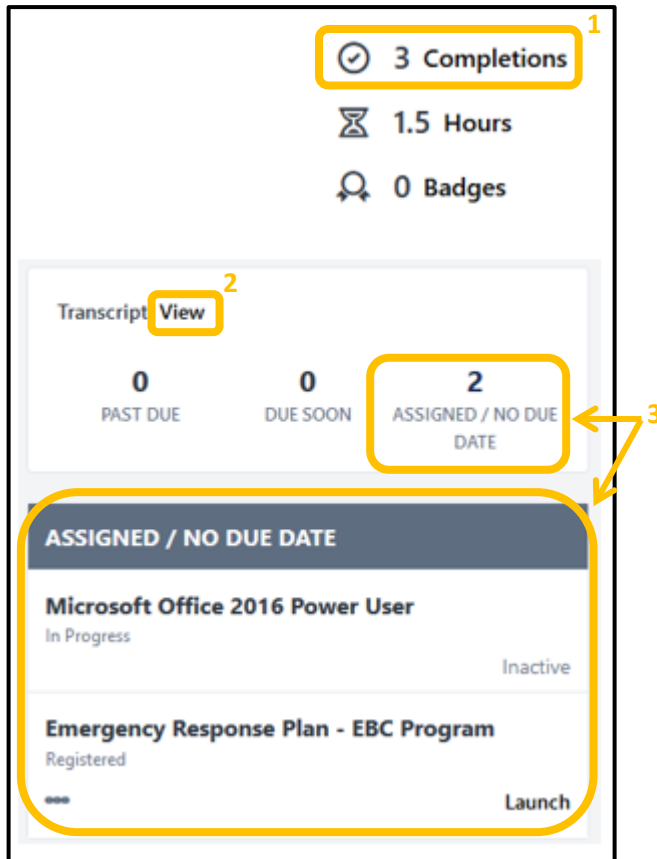 1
3 Completions
1.5 Hours
0 Badges
2
Transcript View
0 0 2
PAST DUE DUE SOON ASSIGNED / NO DUE
DATE
3
ASSIGNED / NO DUE DATE
Microsoft Office 2016 Power User
In Progress
Inactive
Emergency Response Plan - EBC Program
Registered
Launch